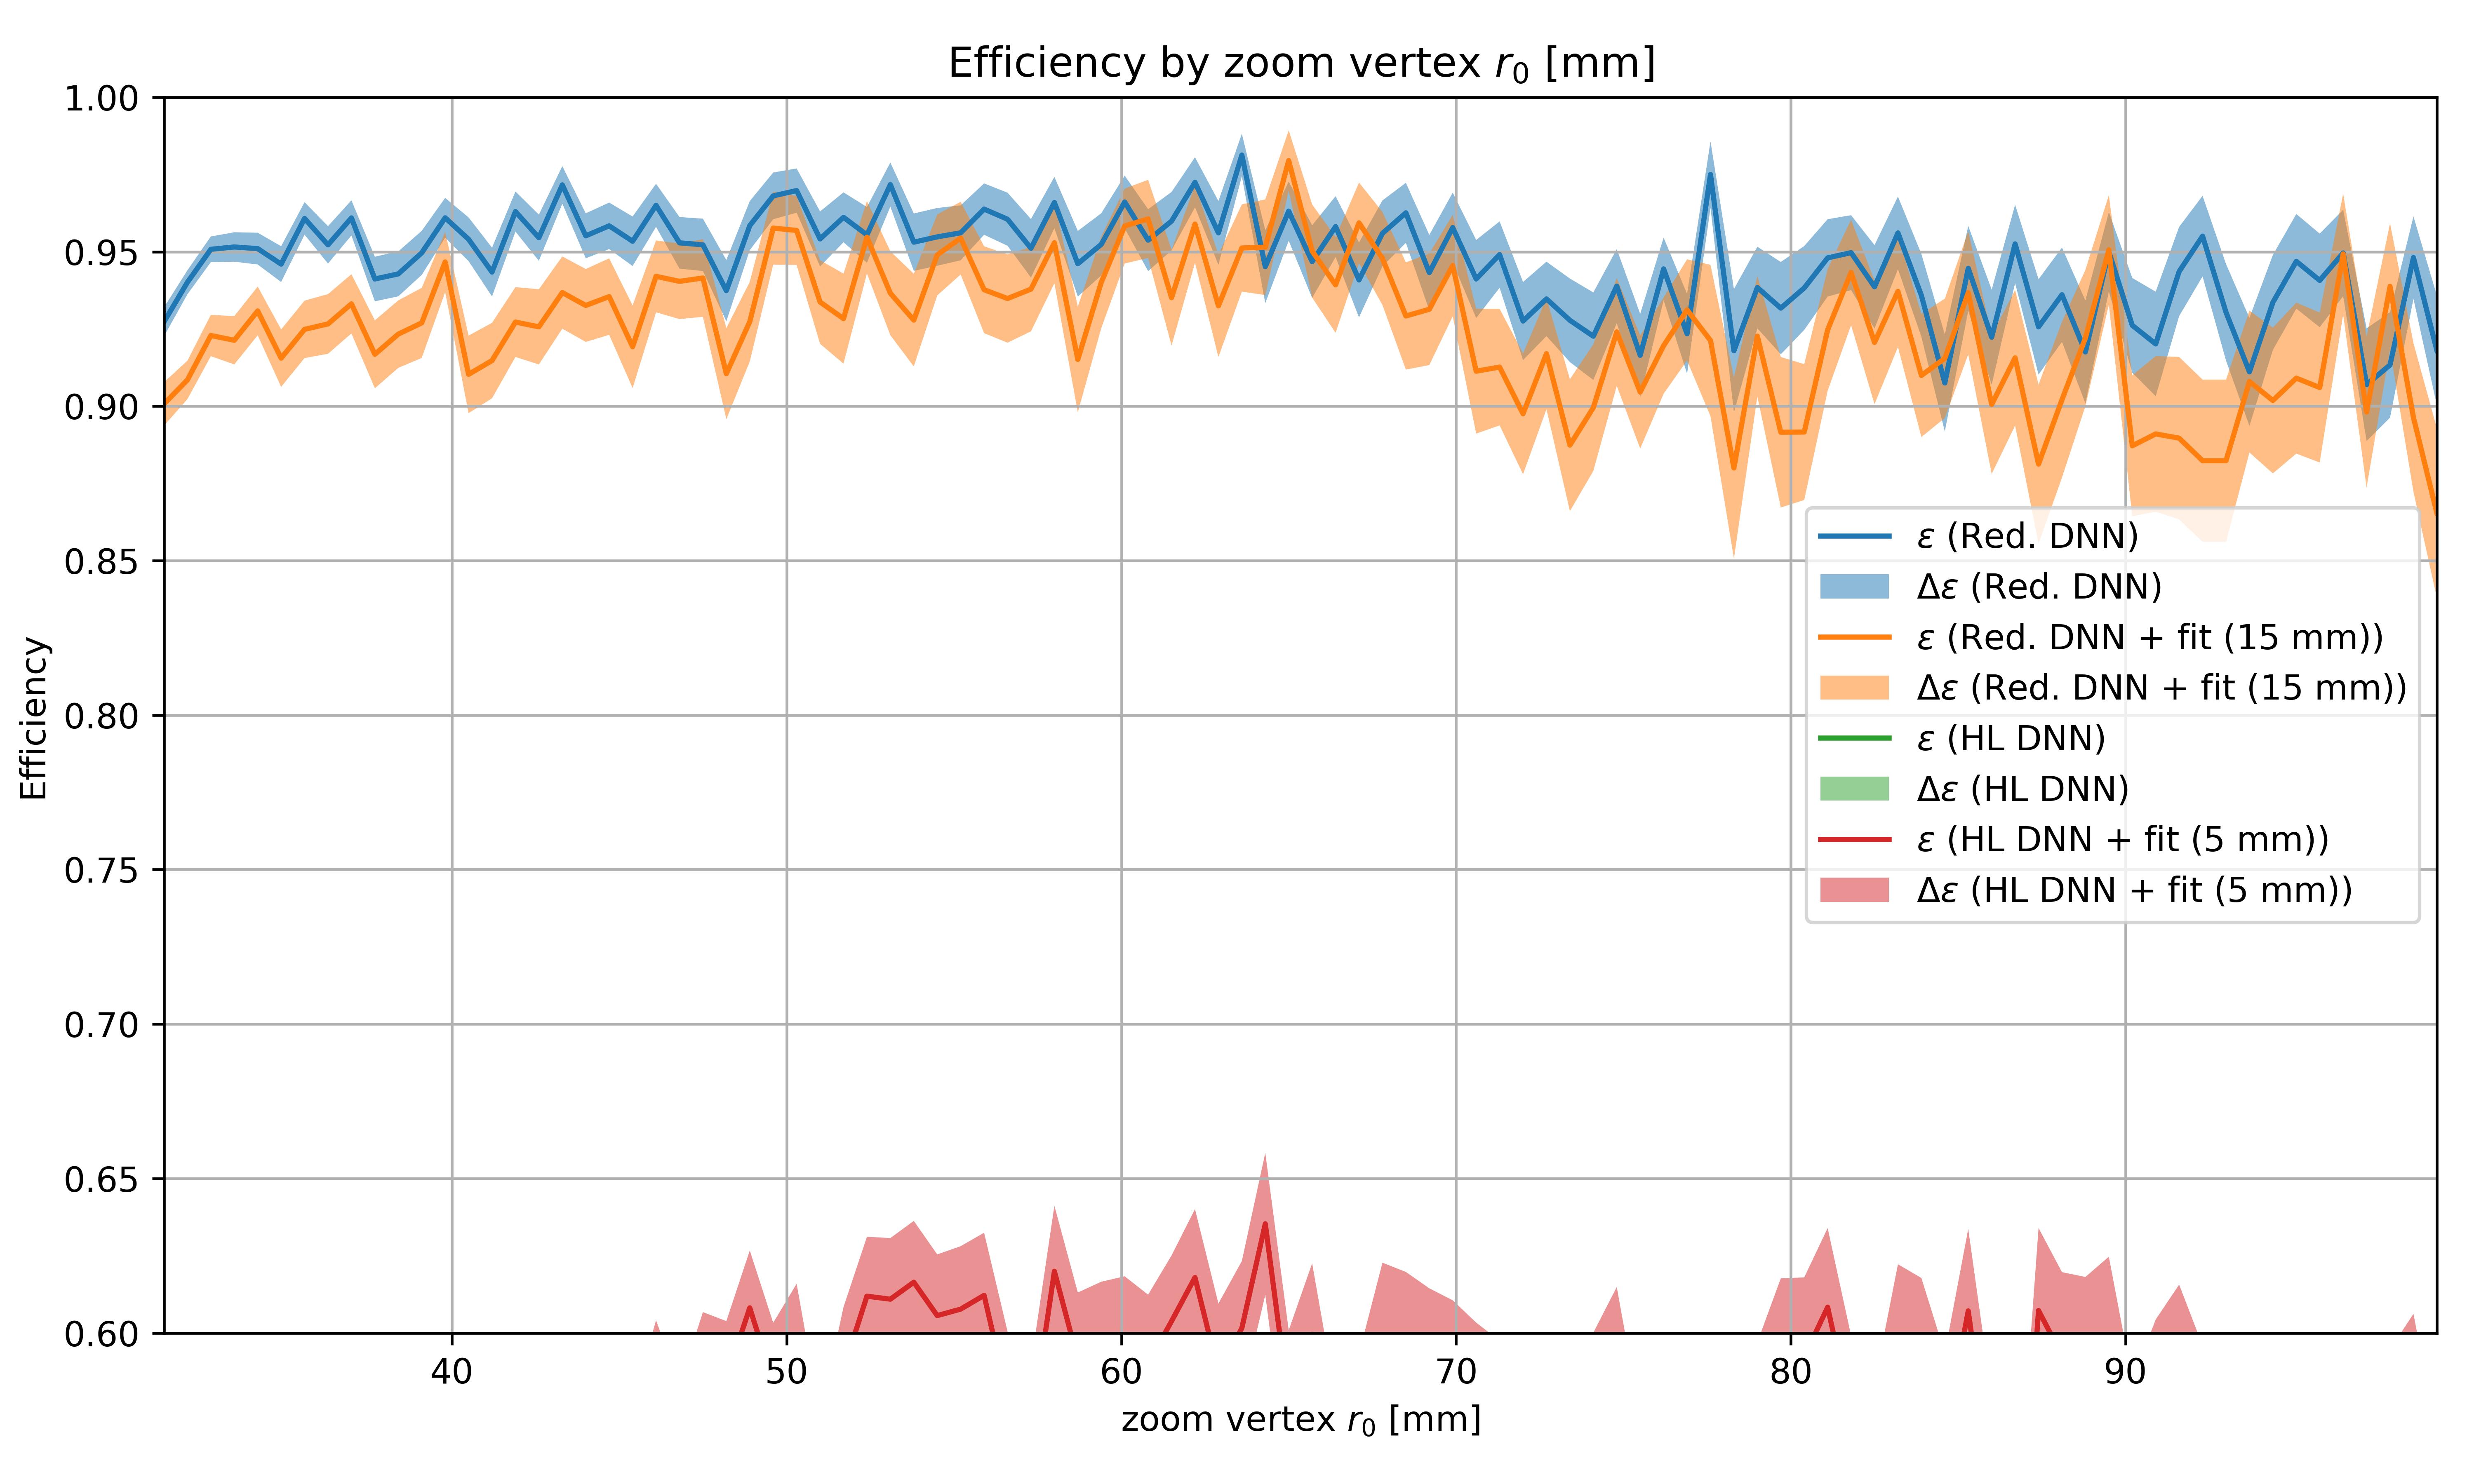 Efficiency by zoom vertex r₀ [mm]
1.00
0.95
0.90
0.85
0.80
0.75
0.70
0.65
0.60
Efficiency
ε (Red. DNN)
Δε (Red. DNN)
ε (Red. DNN + fit (15 mm))
Δε (Red. DNN + fit (15 mm))
ε (HL DNN)
Δε (HL DNN)
ε (HL DNN + fit (5 mm))
Δε (HL DNN + fit (5 mm))
40 50 60 70 80 90
zoom vertex r₀ [mm]